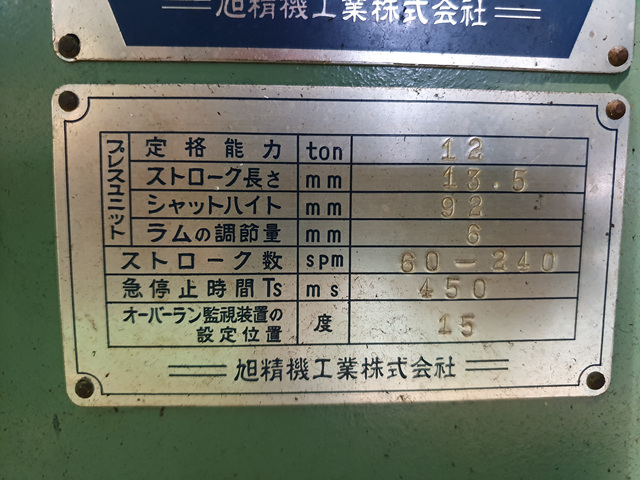 旭精機工業株式会社
プレスユニット
定格能力 ton 12
ストローク長さ mm 13.5
シャットハイト mm 92
ラムの調節量 mm 6
ストローク数 spm 60-240
急停止時間Ts ms 450
オーバーラン監視装置の
設定位置 度 15
旭精機工業株式会社